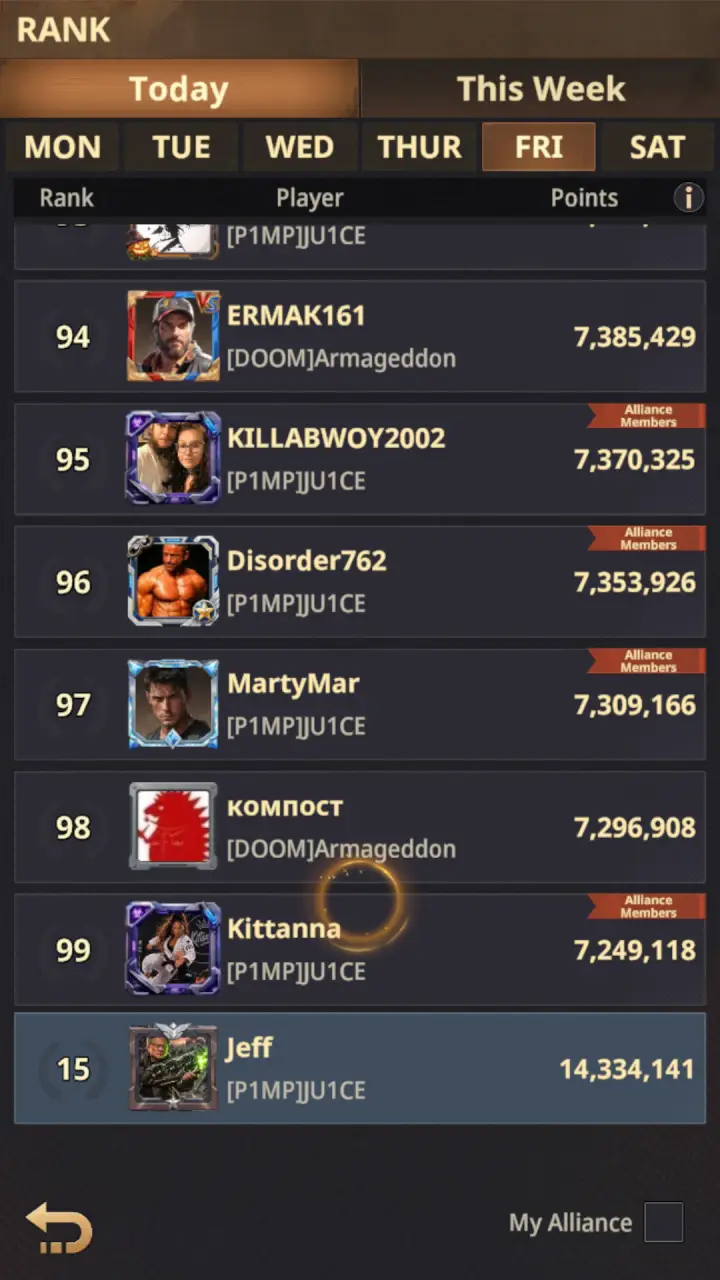 RANK
Today
This Week
MON
TUE
WED
THUR
FRI
SAT
Rank
Player
Points
[P1MP]JU1CE
94
ERMAK161
[DOOM]Armageddon
7,385,429
Alliance
Members
95
KILLABWOY2002
[P1MP]JU1CE
7,370,325
Alliance
Members
96
Disorder762
[P1MP]JU1CE
7,353,926
Alliance
Members
97
MartyMar
[P1MP]JU1CE
7,309,166
98
компост
[DOOM]Armageddon
7,296,908
Alliance
Members
99
Kittanna
[P1MP]JU1CE
7,249,118
15
Jeff
[P1MP]JU1CE
14,334,141
My Alliance